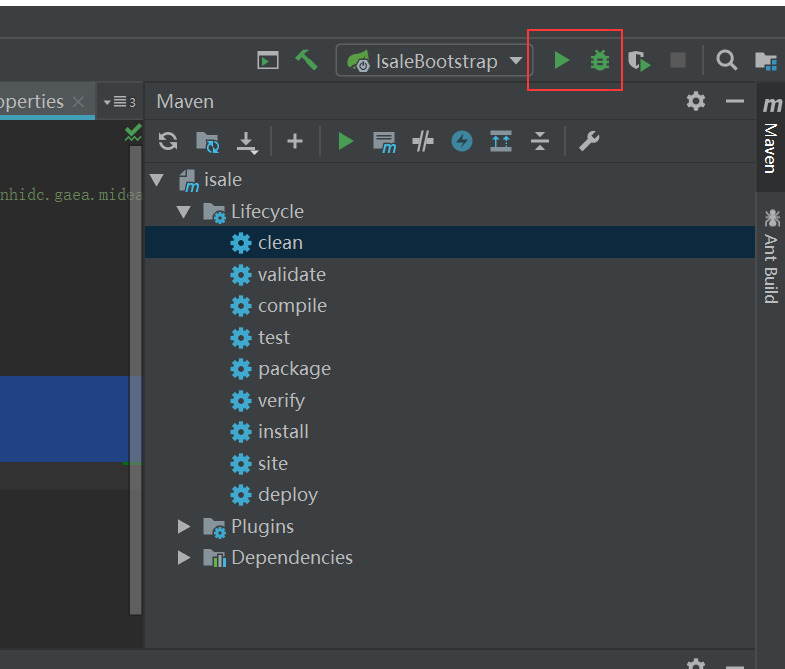 IsaleBootstrap
operties
3
Maven
nhidc.gaea.midea
isale
Lifecycle
clean
validate
compile
test
package
verify
install
site
deploy
Plugins
Dependencies
m
Maven
Ant Build